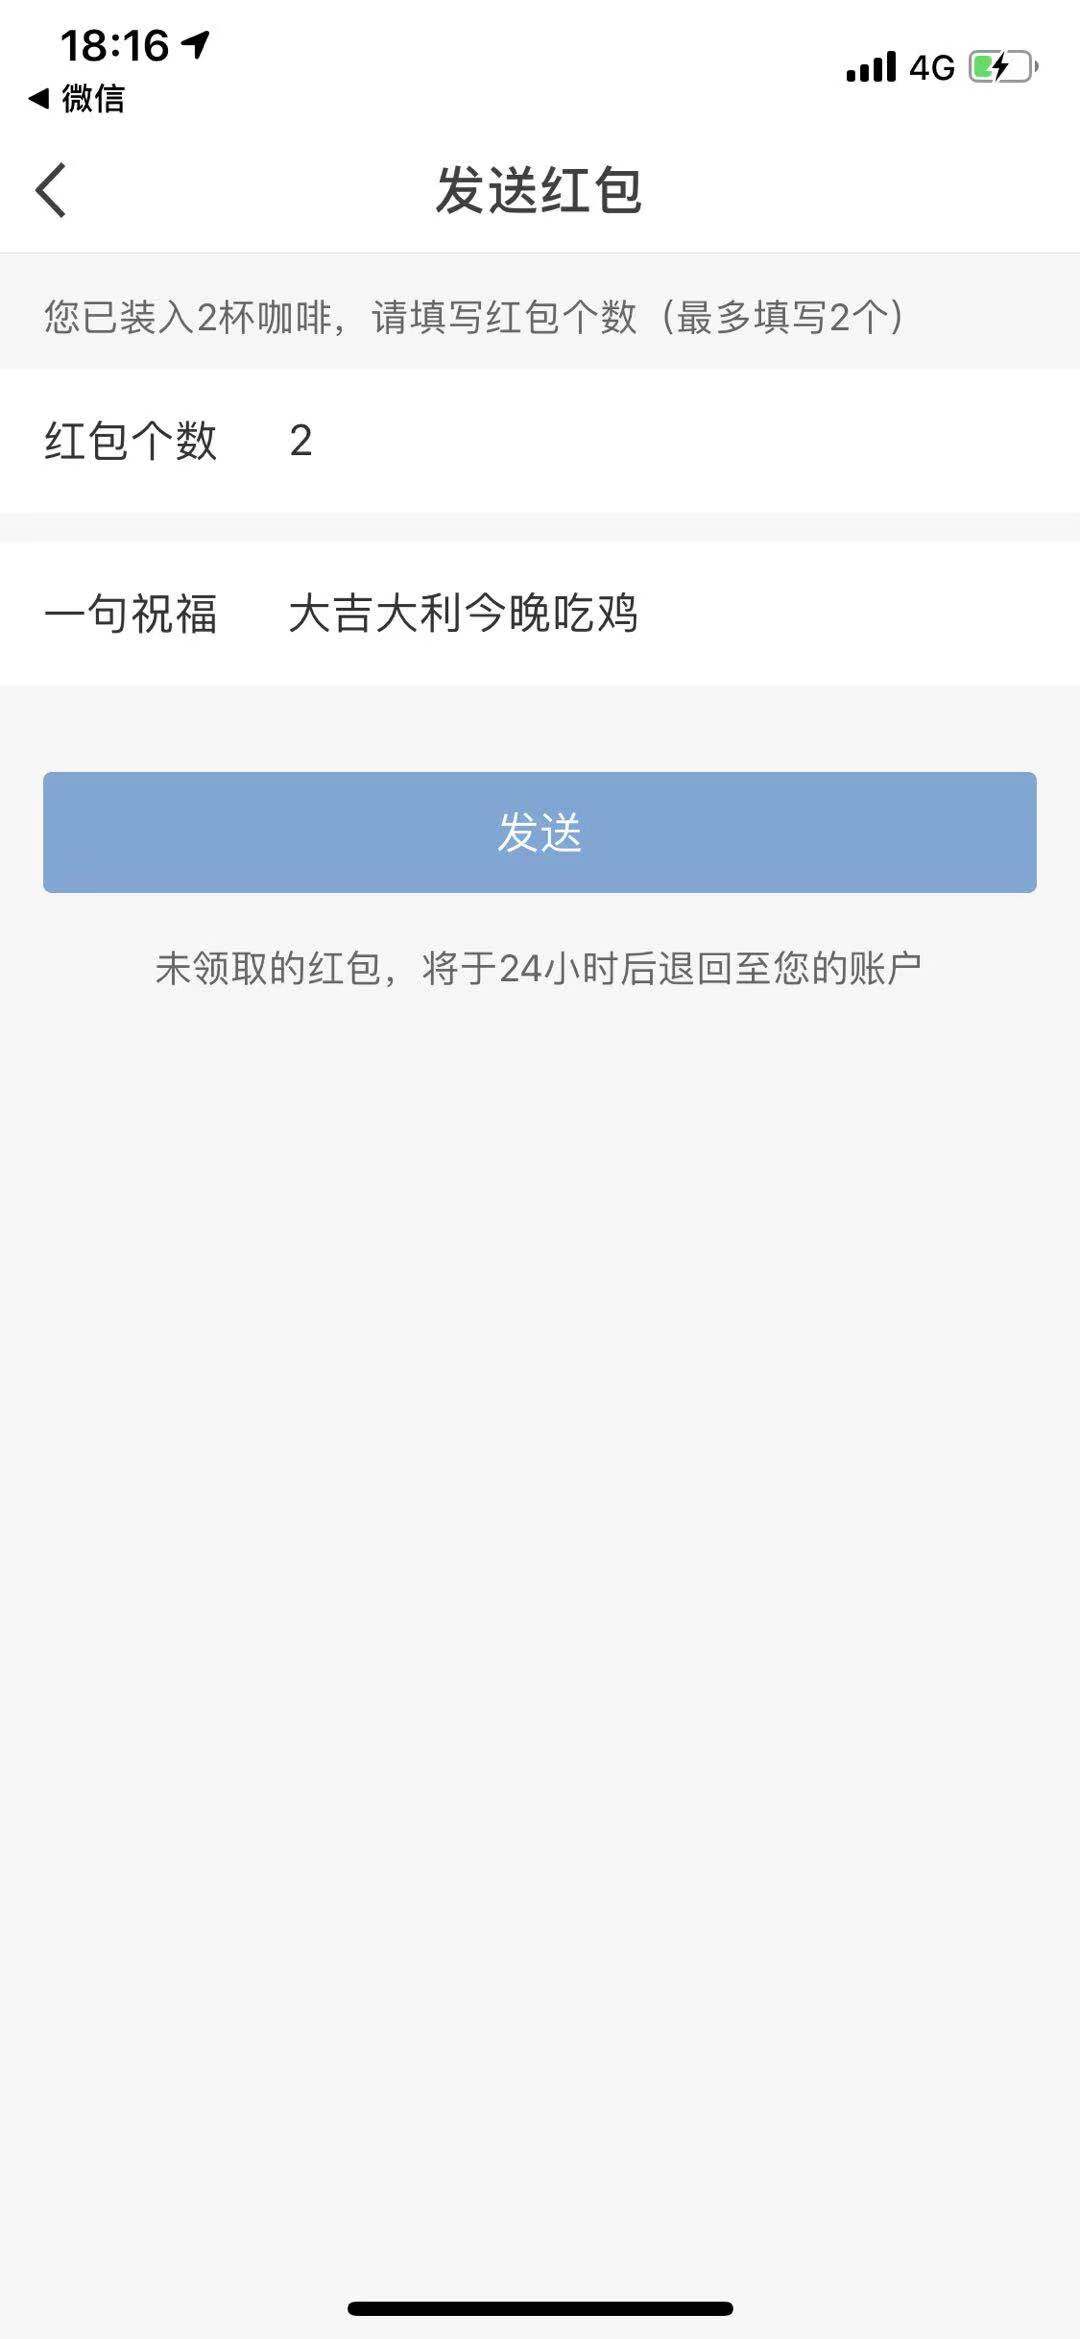 18:16
4G
微信
发送红包
您已装入2杯咖啡，请填写红包个数（最多填写2个）
红包个数 2
一句祝福 大吉大利今晚吃鸡
发送
未领取的红包，将于24小时后退回至您的账户